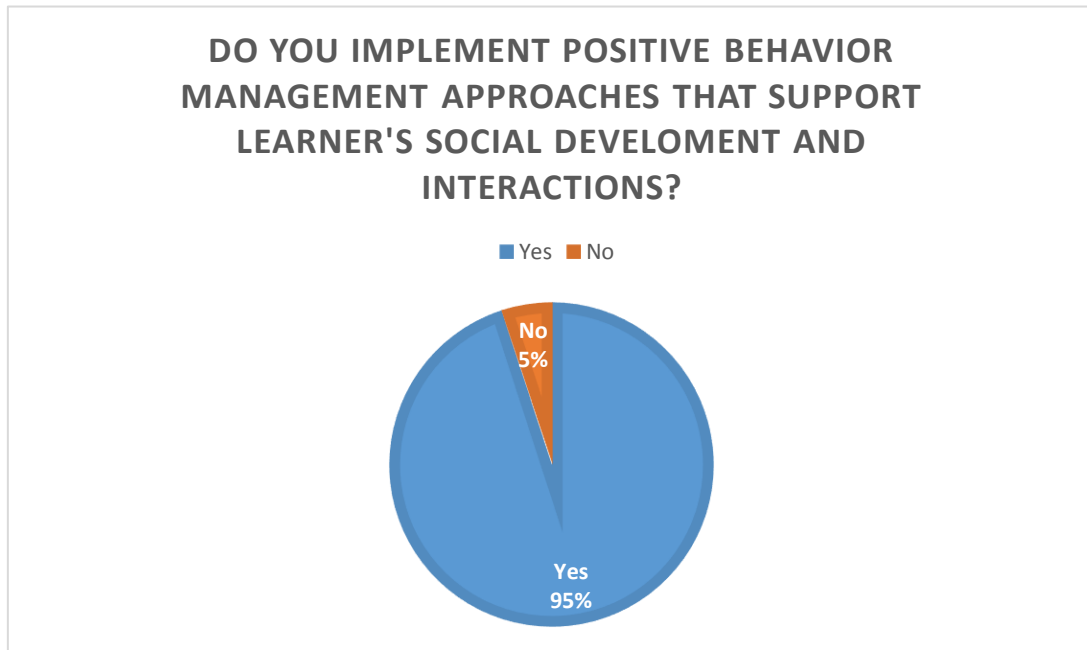 DO YOU IMPLEMENT POSITIVE BEHAVIOR
MANAGEMENT APPROACHES THAT SUPPORT
LEARNER'S SOCIAL DEVELOMENT AND
INTERACTIONS?
Yes No
No
5%
Yes
95%